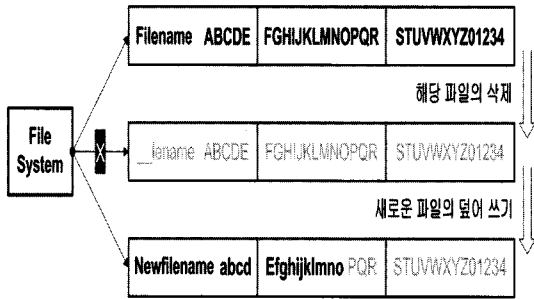 Filename ABCDE FGHIJKLMNOPQR STUVWXYZ01234
해당 파일의 삭제
File
System
__lename ABCDE FGHIJKLMNOPQR STUVWXYZ01234
새로운 파일의 덮어 쓰기
Newfilename abcd Efghijklmno PQR STUVWXYZ01234